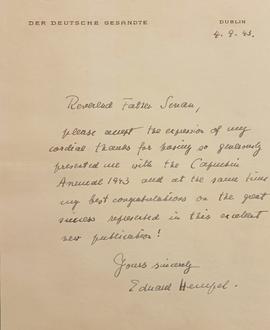 DER DEUTSCHE GESANDTE
DUBLIN
4. 9. 43.
Reverend Father Senan,
please accept the expression of my
cordial thanks for having so generously
presented me with the Capuchin
Annual 1943 and at the same time
my best congratulations on the great
success represented in this excellent
new publication!
Yours sincerely
Eduard Hempel.